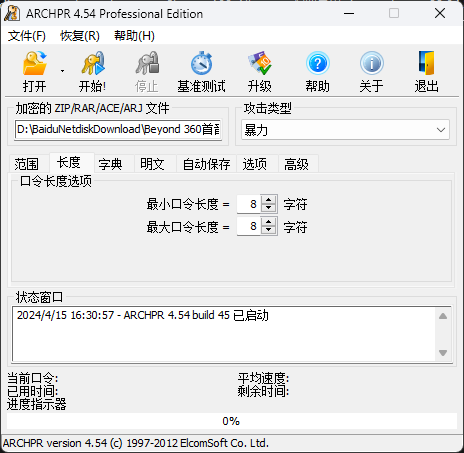 ARCHPR 4.54 Professional Edition
文件(F) 恢复(R) 帮助(H)
打开 开始! 停止 基准测试 升级 帮助 关于 退出
加密的 ZIP/RAR/ACE/ARJ 文件 攻击类型
D:\BaiduNetdiskDownload\Beyond 360首 暴力
范围 长度 字典 明文 自动保存 选项 高级
口令长度选项
最小口令长度 = 8 字符
最大口令长度 = 8 字符
状态窗口
2024/4/15 16:30:57 - ARCHPR 4.54 build 45 已启动
当前口令: 平均速度:
已用时间: 剩余时间:
进度指示器
0%
ARCHPR version 4.54 (c) 1997-2012 ElcomSoft Co. Ltd.